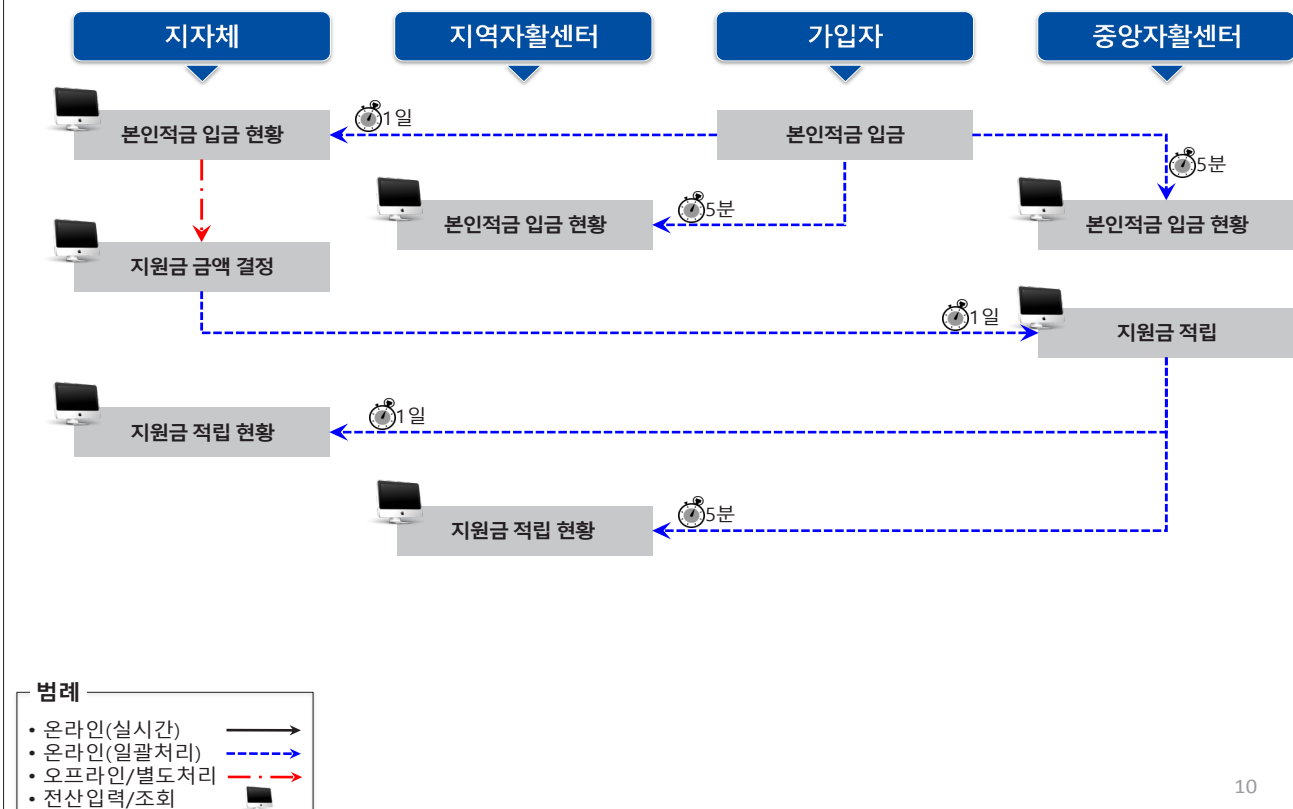 지자체
지역자활센터
가입자
중앙자활센터
본인적금 입금 현황
1일
본인적금 입금
5분
본인적금 입금 현황
5분
본인적금 입금 현황
지원금 금액 결정
1일
지원금 적립
지원금 적립 현황
1일
지원금 적립 현황
5분
범례
• 온라인(실시간)
• 온라인(일괄처리)
• 오프라인/별도처리
• 전산입력/조회
10